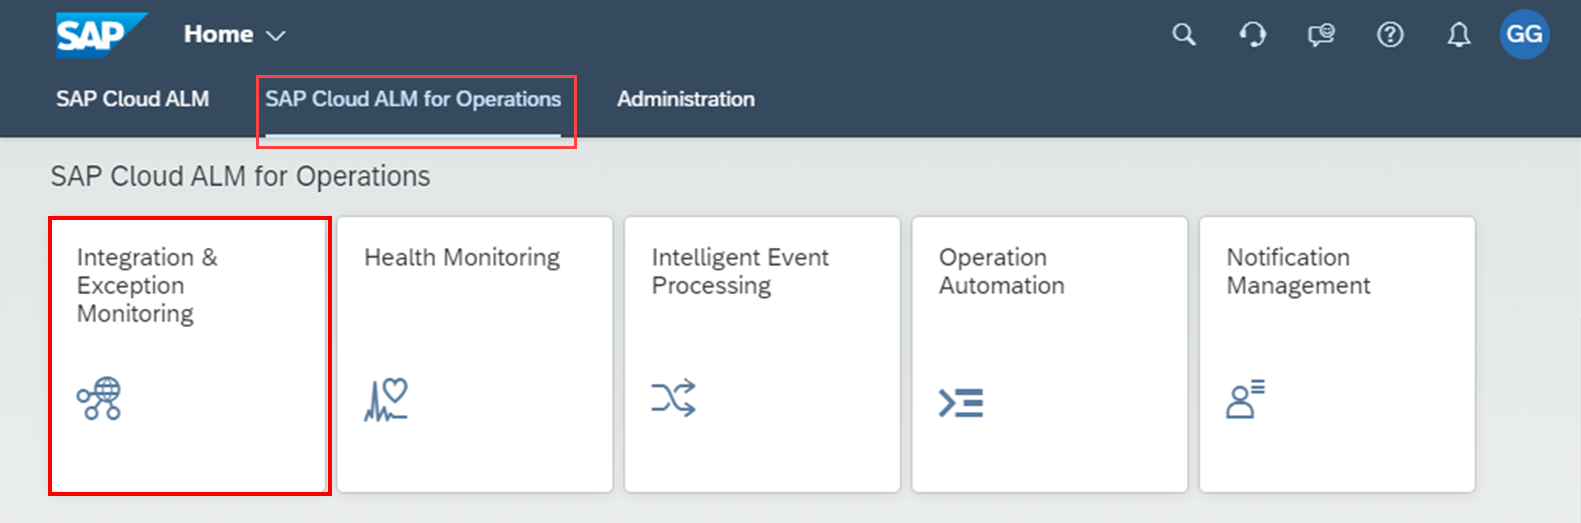 SAP Home
GG
SAP Cloud ALM
SAP Cloud ALM for Operations
Administration
SAP Cloud ALM for Operations
Integration &
Exception
Monitoring
Health Monitoring
Intelligent Event
Processing
Operation
Automation
Notification
Management